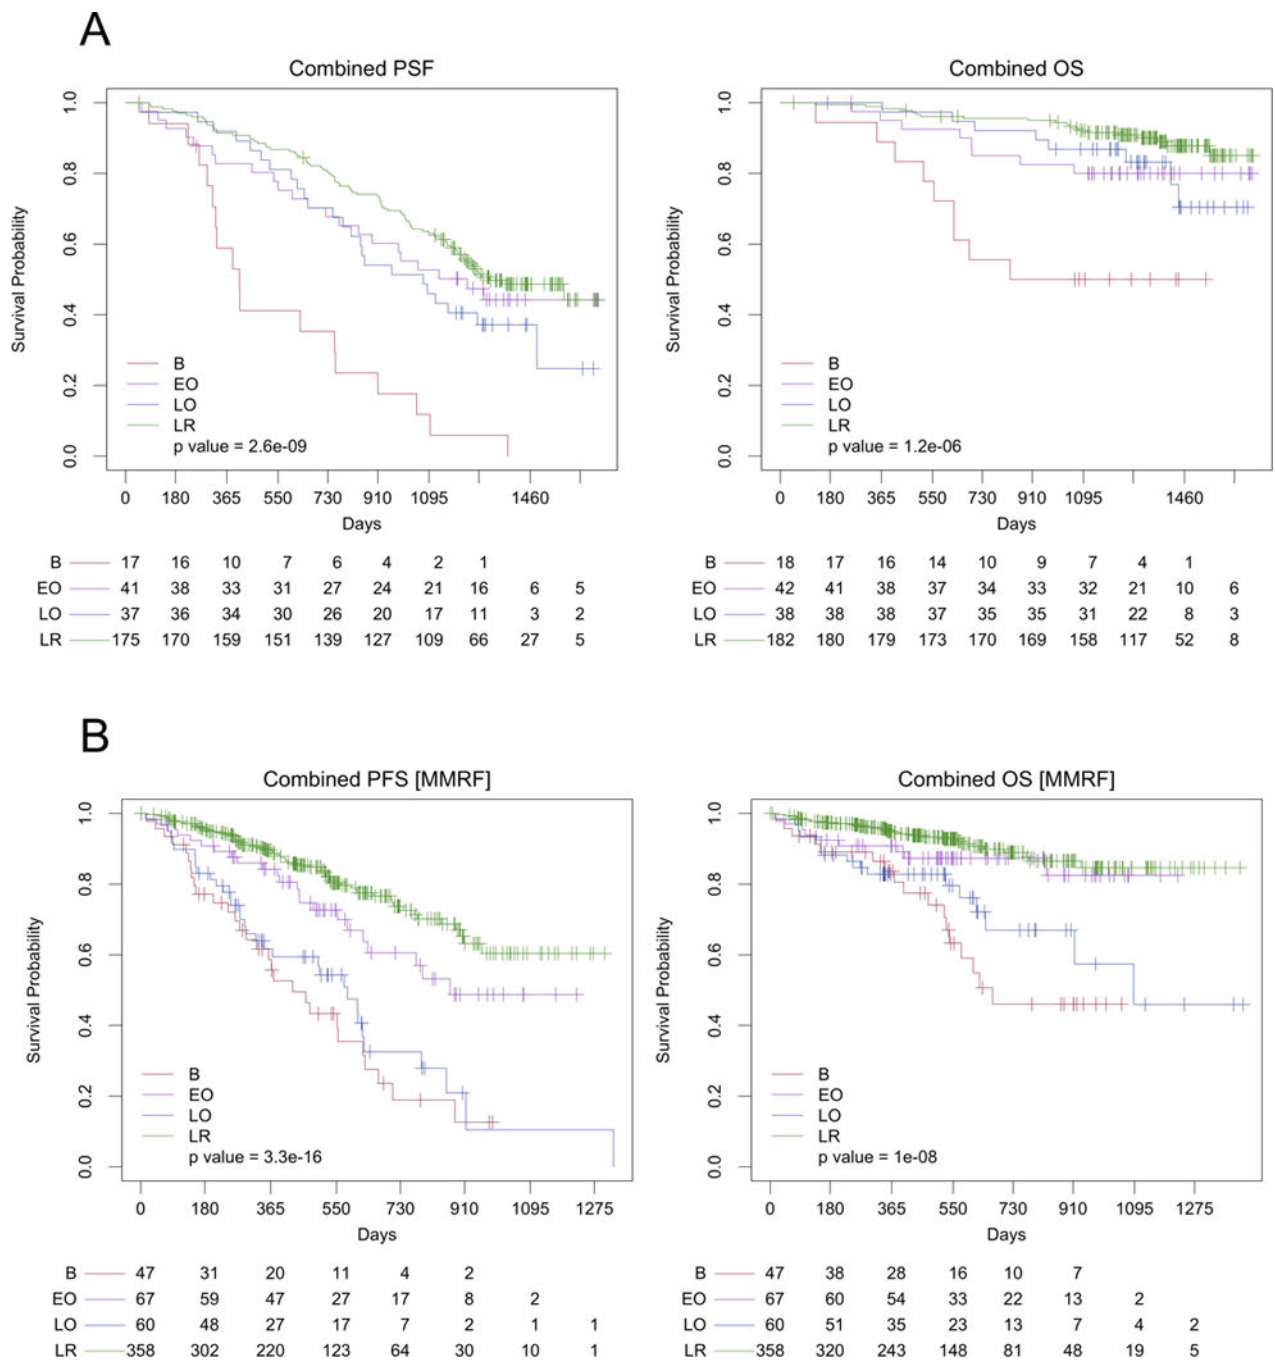 A
Combined PSF
Combined OS
Survival Probability
1.0
0.8
0.6
0.4
0.2
0.0
B
EO
LO
LR
p value = 2.6e-09
0 180 365 550 730 910 1095 1460
Days
Survival Probability
1.0
0.8
0.6
0.4
0.2
0.0
B
EO
LO
LR
p value = 1.2e-06
0 180 365 550 730 910 1095 1460
Days
B 17 16 10 7 6 4 2 1
EO 41 38 33 31 27 24 21 16 6 5
LO 37 36 34 30 26 20 17 11 3 2
LR 175 170 159 151 139 127 109 66 27 5
B 18 17 16 14 10 9 7 4 1
EO 42 41 38 37 34 33 32 21 10 6
LO 38 38 38 37 35 35 31 22 8 3
LR 182 180 179 173 170 169 158 117 52 8
B
Combined PFS [MMRF]
Combined OS [MMRF]
Survival Probability
1.0
0.8
0.6
0.4
0.2
0.0
B
EO
LO
LR
p value = 3.3e-16
0 180 365 550 730 910 1095 1275
Days
Survival Probability
1.0
0.8
0.6
0.4
0.2
0.0
B
EO
LO
LR
p value = 1e-08
0 180 365 550 730 910 1095 1275
Days
B 47 31 20 11 4 2
EO 67 59 47 27 17 8 2
LO 60 48 27 17 7 2 1 1
LR 358 302 220 123 64 30 10 1
B 47 38 28 16 10 7
EO 67 60 54 33 22 13 2
LO 60 51 35 23 13 7 4 2
LR 358 320 243 148 81 48 19 5